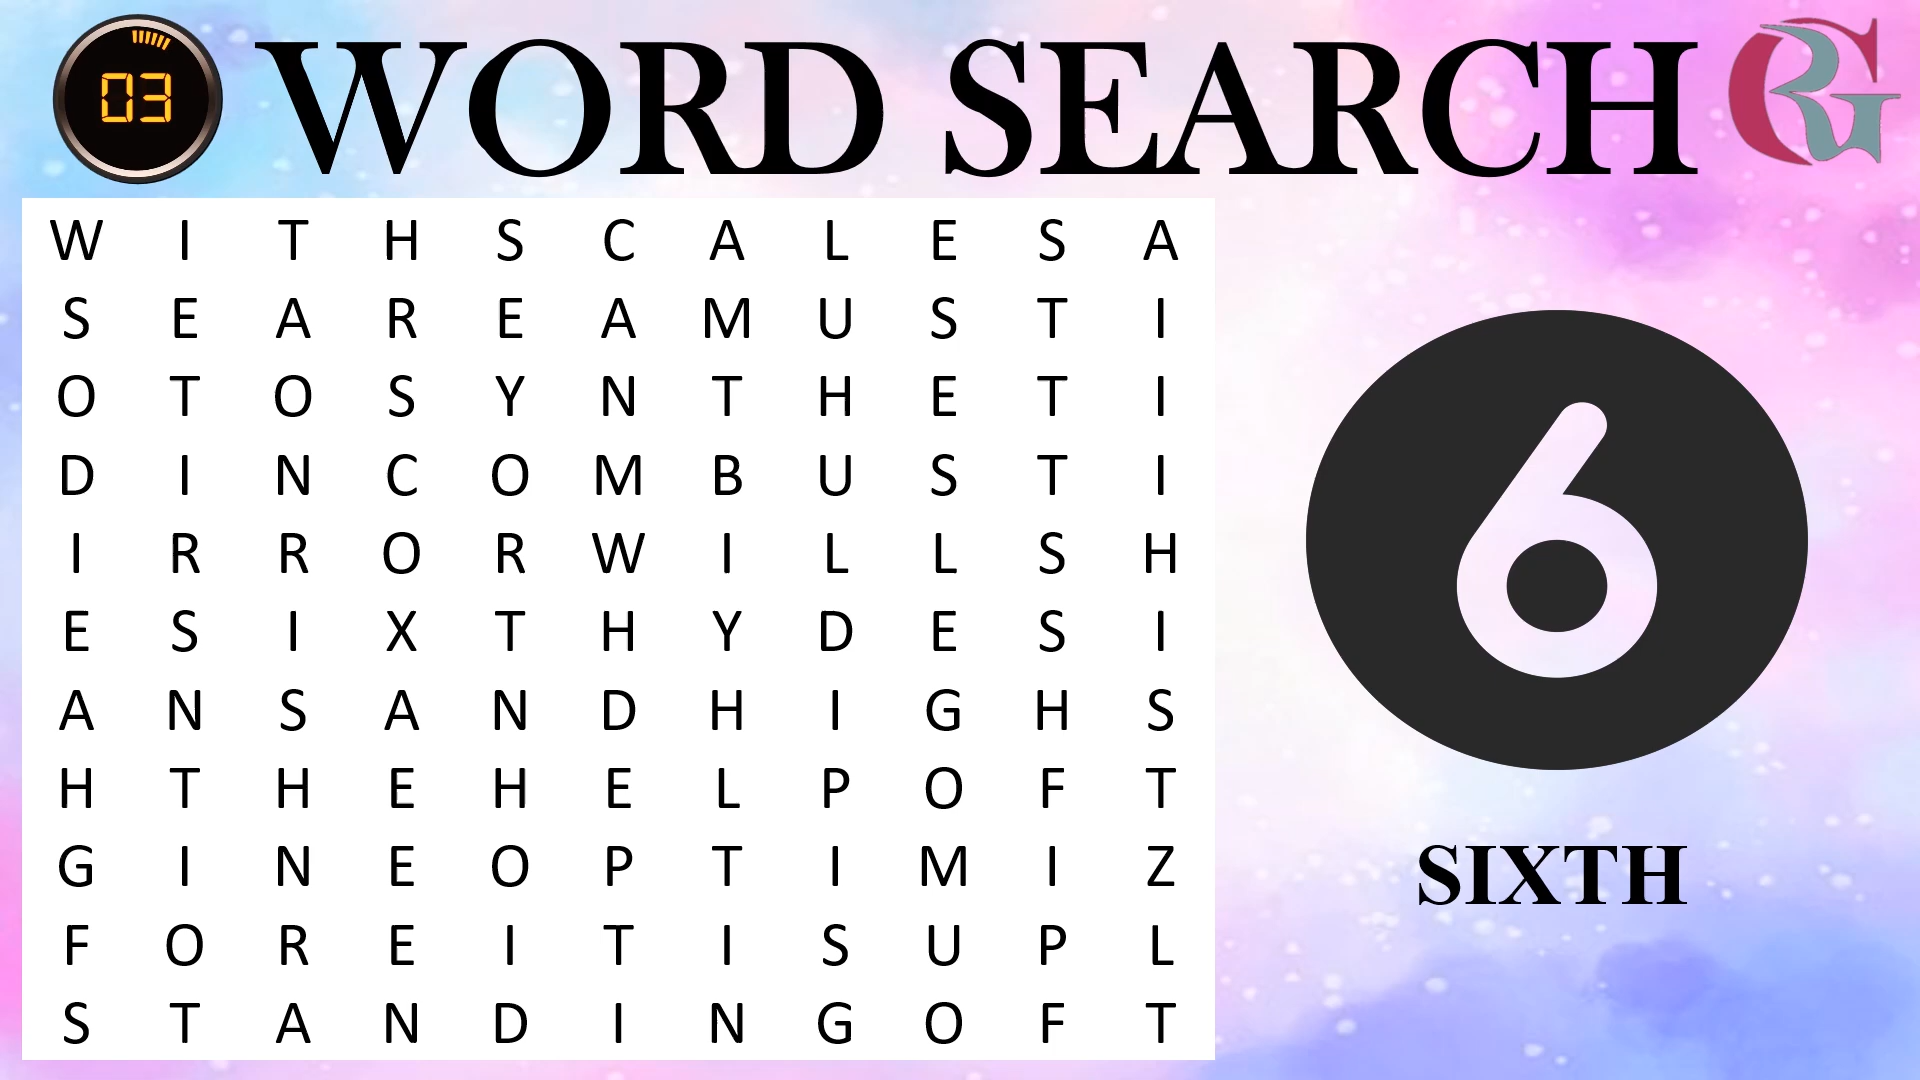 03
WORD SEARCH
W I T H S C A L E S A
S E A R E A M U S T I
O T O S Y N T H E T I
D I N C O M B U S T I
I R R O R W I L L S H
E S I X T H Y D E S I
A N S A N D H I G H S
H T H E H E L P O F T
G I N E O P T I M I Z
F O R E I T I S U P L
S T A N D I N G O F T
6
SIXTH